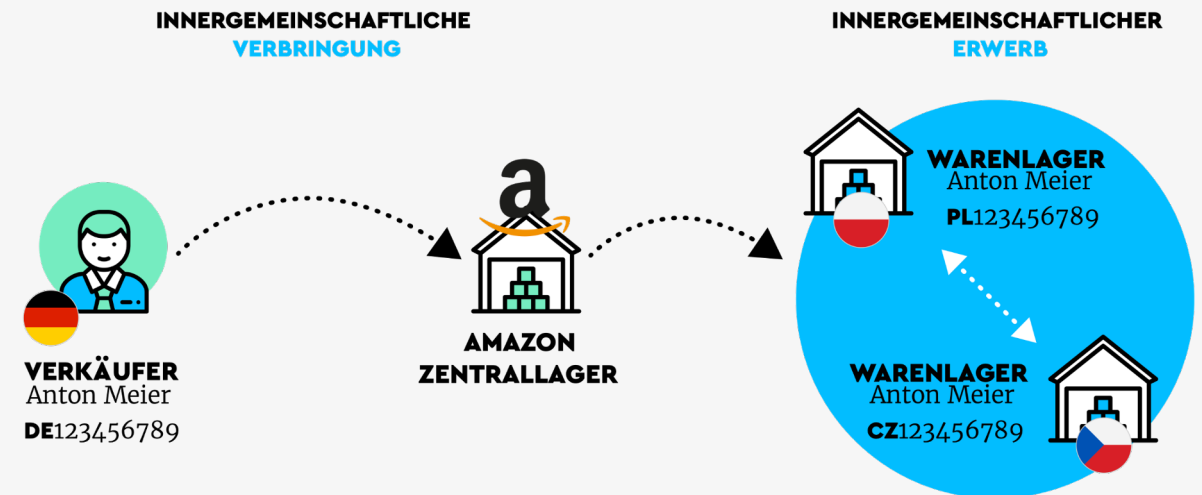 INNERGEMEINSCHAFTLICHE
VERBRINGUNG
INNERGEMEINSCHAFTLICHER
ERWERB
a
WARENLAGER
Anton Meier
PL123456789
VERKÄUFER
Anton Meier
DE123456789
AMAZON
ZENTRALLAGER
WARENLAGER
Anton Meier
CZ123456789